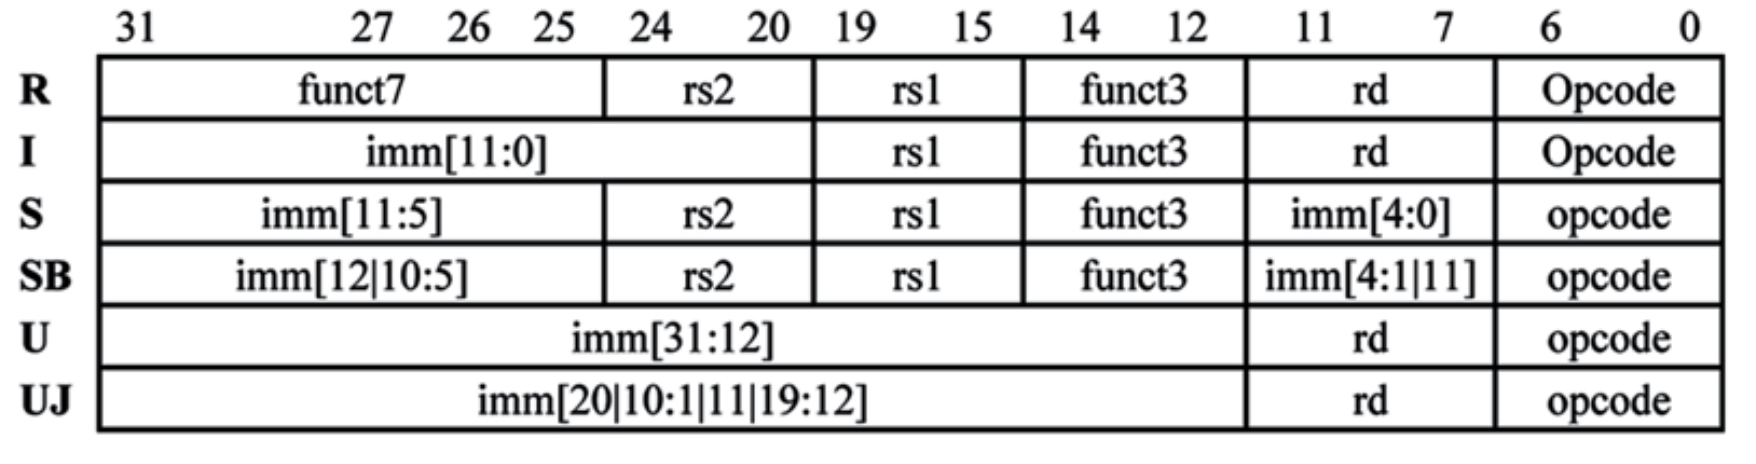 31 27 26 25 24 20 19 15 14 12 11 7 6 0
R funct7 rs2 rs1 funct3 rd Opcode
I imm[11:0] rs1 funct3 rd Opcode
S imm[11:5] rs2 rs1 funct3 imm[4:0] opcode
SB imm[12|10:5] rs2 rs1 funct3 imm[4:1|11] opcode
U imm[31:12] rd opcode
UJ imm[20|10:1|11|19:12] rd opcode